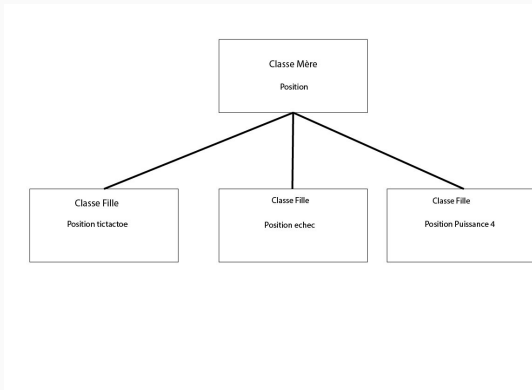 Classe Mère
Position
Classe Fille
Position tictactoe
Classe Fille
Position echec
Classe Fille
Position Puissance 4